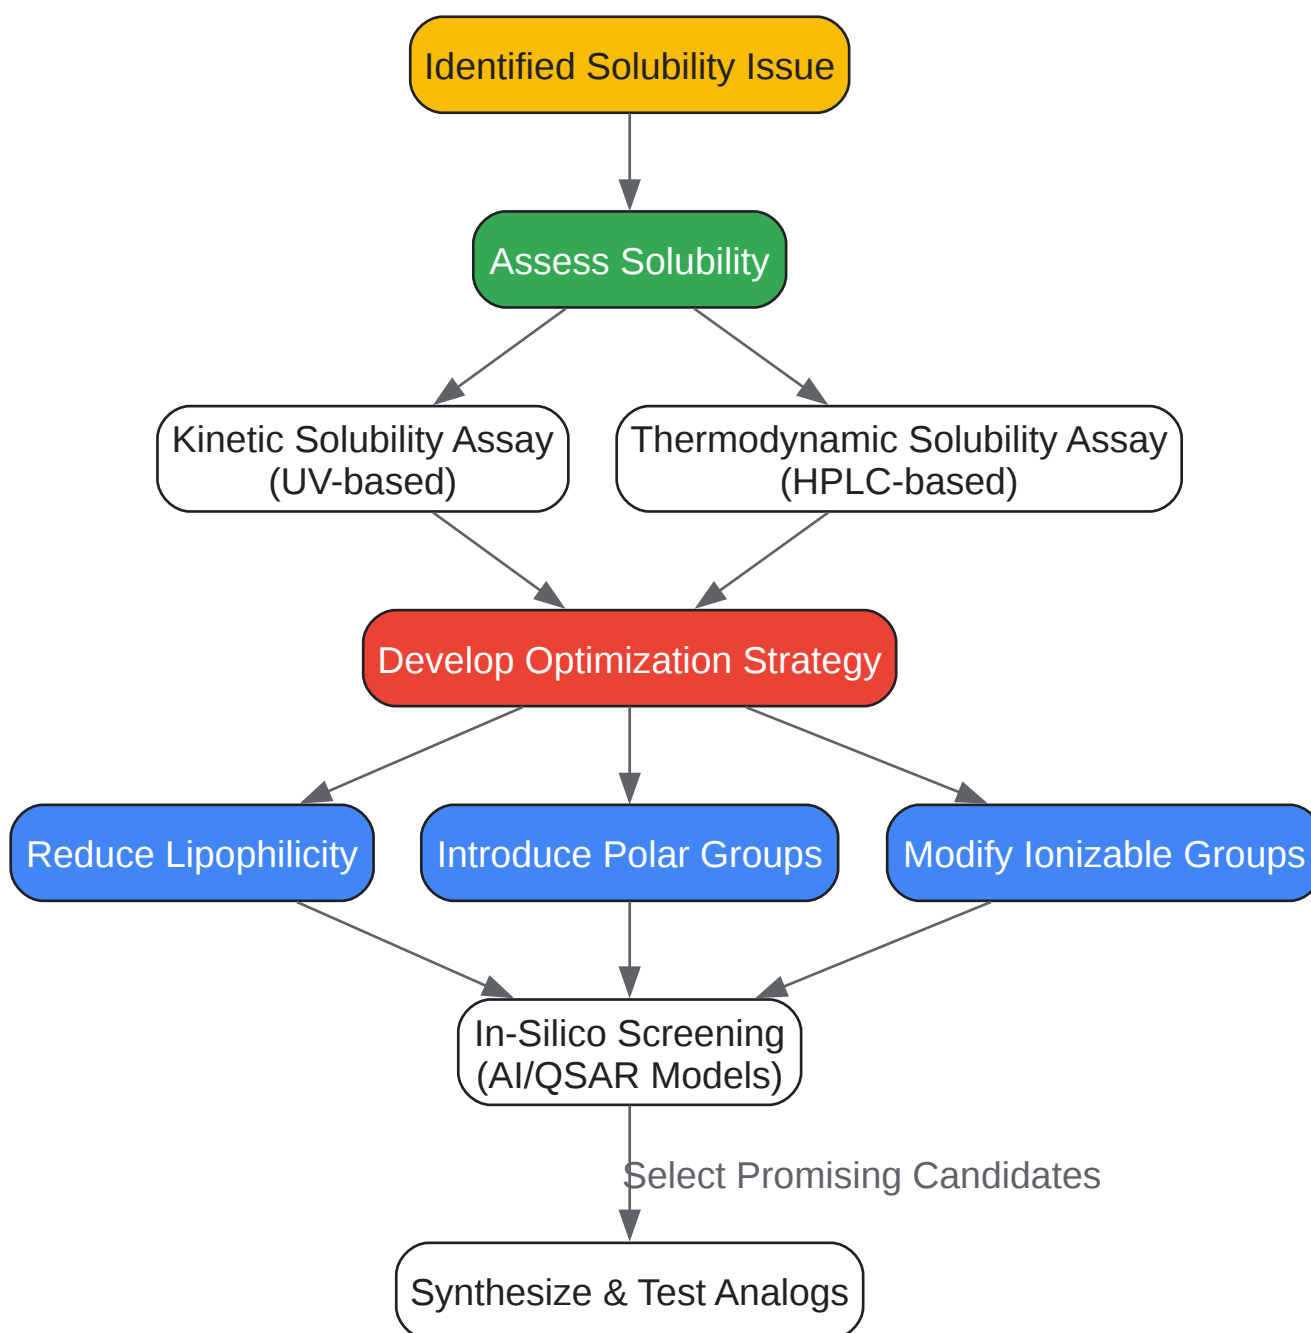 Identified Solubility Issue
Assess Solubility
Kinetic Solubility Assay
(UV-based)
Thermodynamic Solubility Assay
(HPLC-based)
Develop Optimization Strategy
Reduce Lipophilicity
Introduce Polar Groups
Modify Ionizable Groups
In-Silico Screening
(AI/QSAR Models)
Select Promising Candidates
Synthesize & Test Analogs